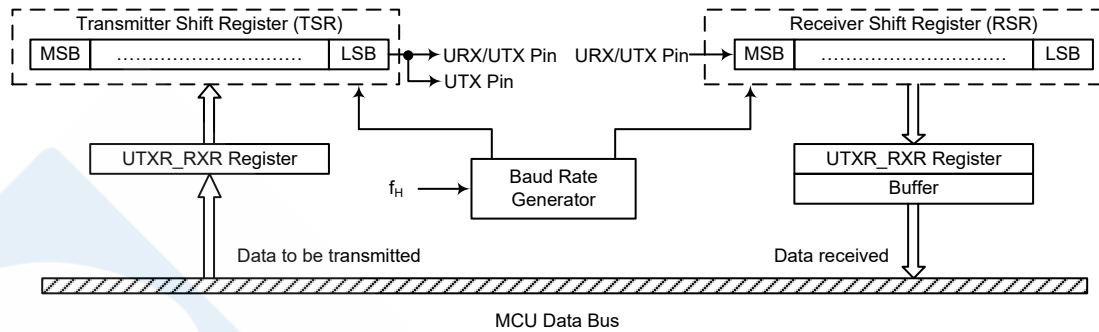 Transmitter Shift Register (TSR)
MSB ................................ LSB
URX/UTX Pin
UTX Pin
Receiver Shift Register (RSR)
URX/UTX Pin
MSB ................................ LSB
UTXR_RXR Register
fH
Baud Rate
Generator
UTXR_RXR Register
Buffer
Data to be transmitted
Data received
MCU Data Bus